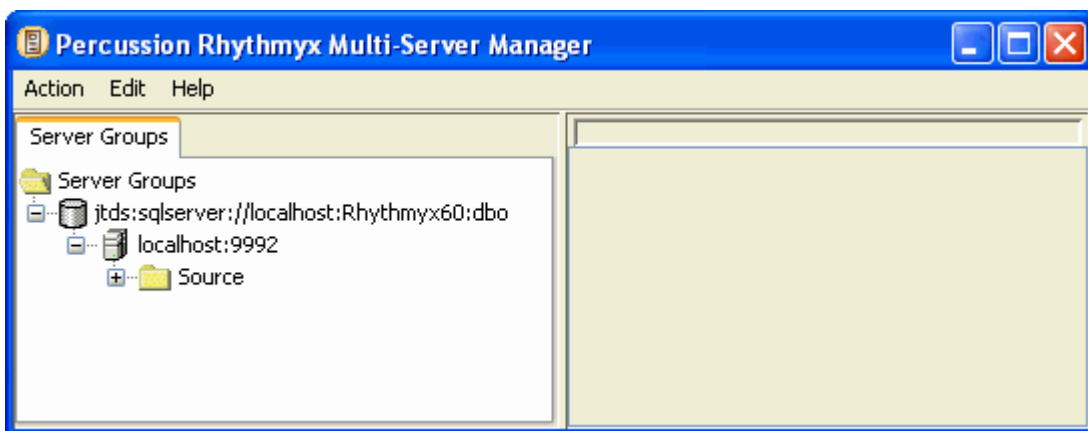 Percussion Rhythmyx Multi-Server Manager
Action Edit Help
Server Groups
Server Groups
jtds:sqlserver://localhost:Rhythmyx60:dbo
localhost:9992
Source